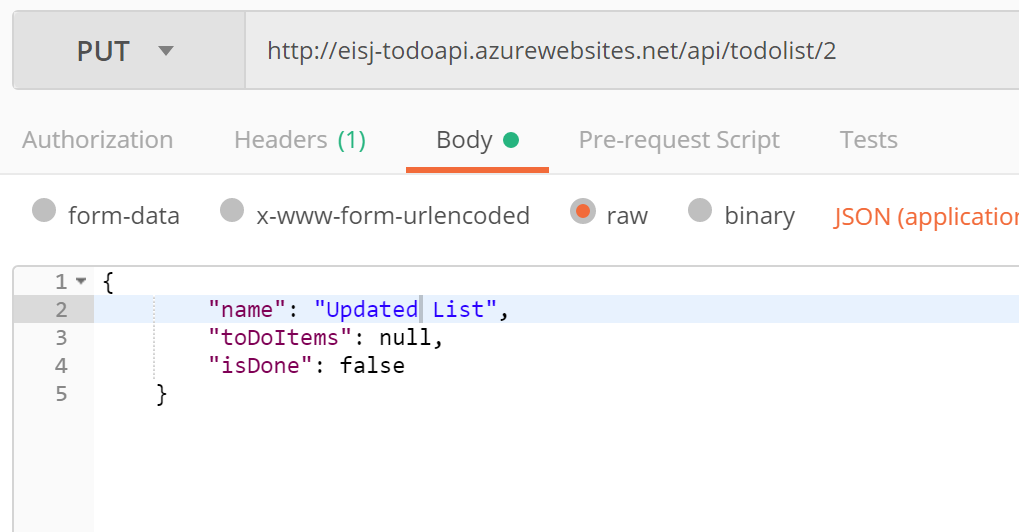 PUT http://eisj-todoapi.azurewebsites.net/api/todolist/2
Authorization Headers (1) Body Pre-request Script Tests
form-data x-www-form-urlencoded raw binary JSON (application
1 {
2 "name": "Updated List",
3 "toDoItems": null,
4 "isDone": false
5 }